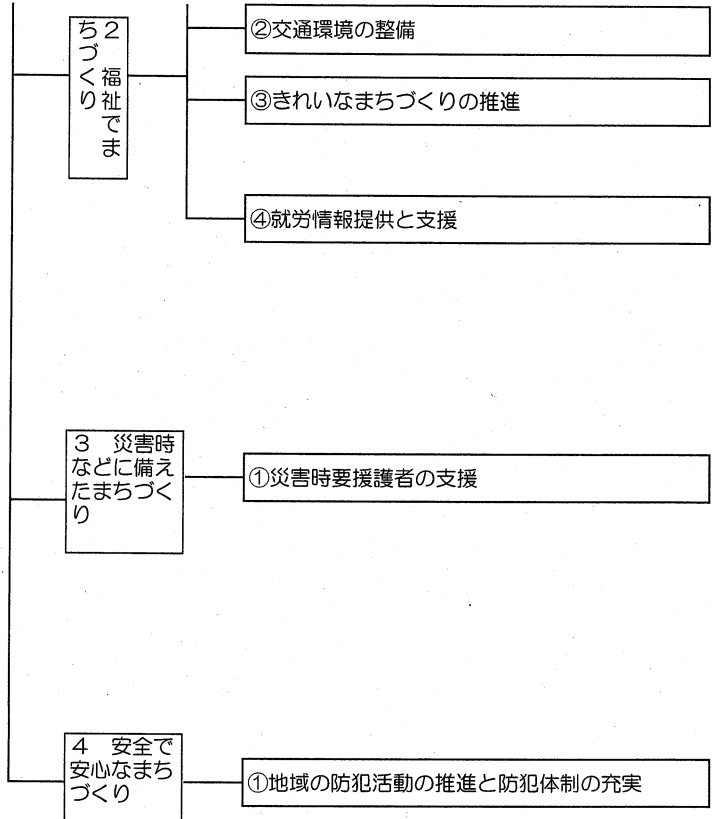 2　福祉でま
ちづくり
②交通環境の整備
③きれいなまちづくりの推進
④就労情報提供と支援
3　災害時
などに備え
たまちづく
り
①災害時要援護者の支援
4　安全で
安心なまち
づくり
①地域の防犯活動の推進と防犯体制の充実